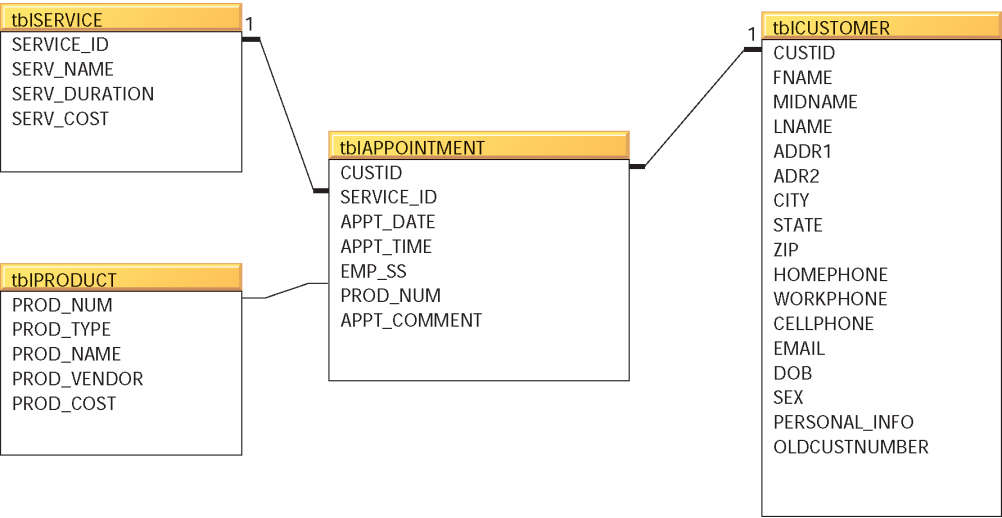 tblSERVICE
SERVICE_ID
SERV_NAME
SERV_DURATION
SERV_COST
1
tblPRODUCT
PROD_NUM
PROD_TYPE
PROD_NAME
PROD_VENDOR
PROD_COST
tblAPPOINTMENT
CUSTID
SERVICE_ID
APPT_DATE
APPT_TIME
EMP_SS
PROD_NUM
APPT_COMMENT
1
tblCUSTOMER
CUSTID
FNAME
MIDNAME
LNAME
ADDR1
ADR2
CITY
STATE
ZIP
HOMEPHONE
WORKPHONE
CELLPHONE
EMAIL
DOB
SEX
PERSONAL_INFO
OLDCUSTNUMBER